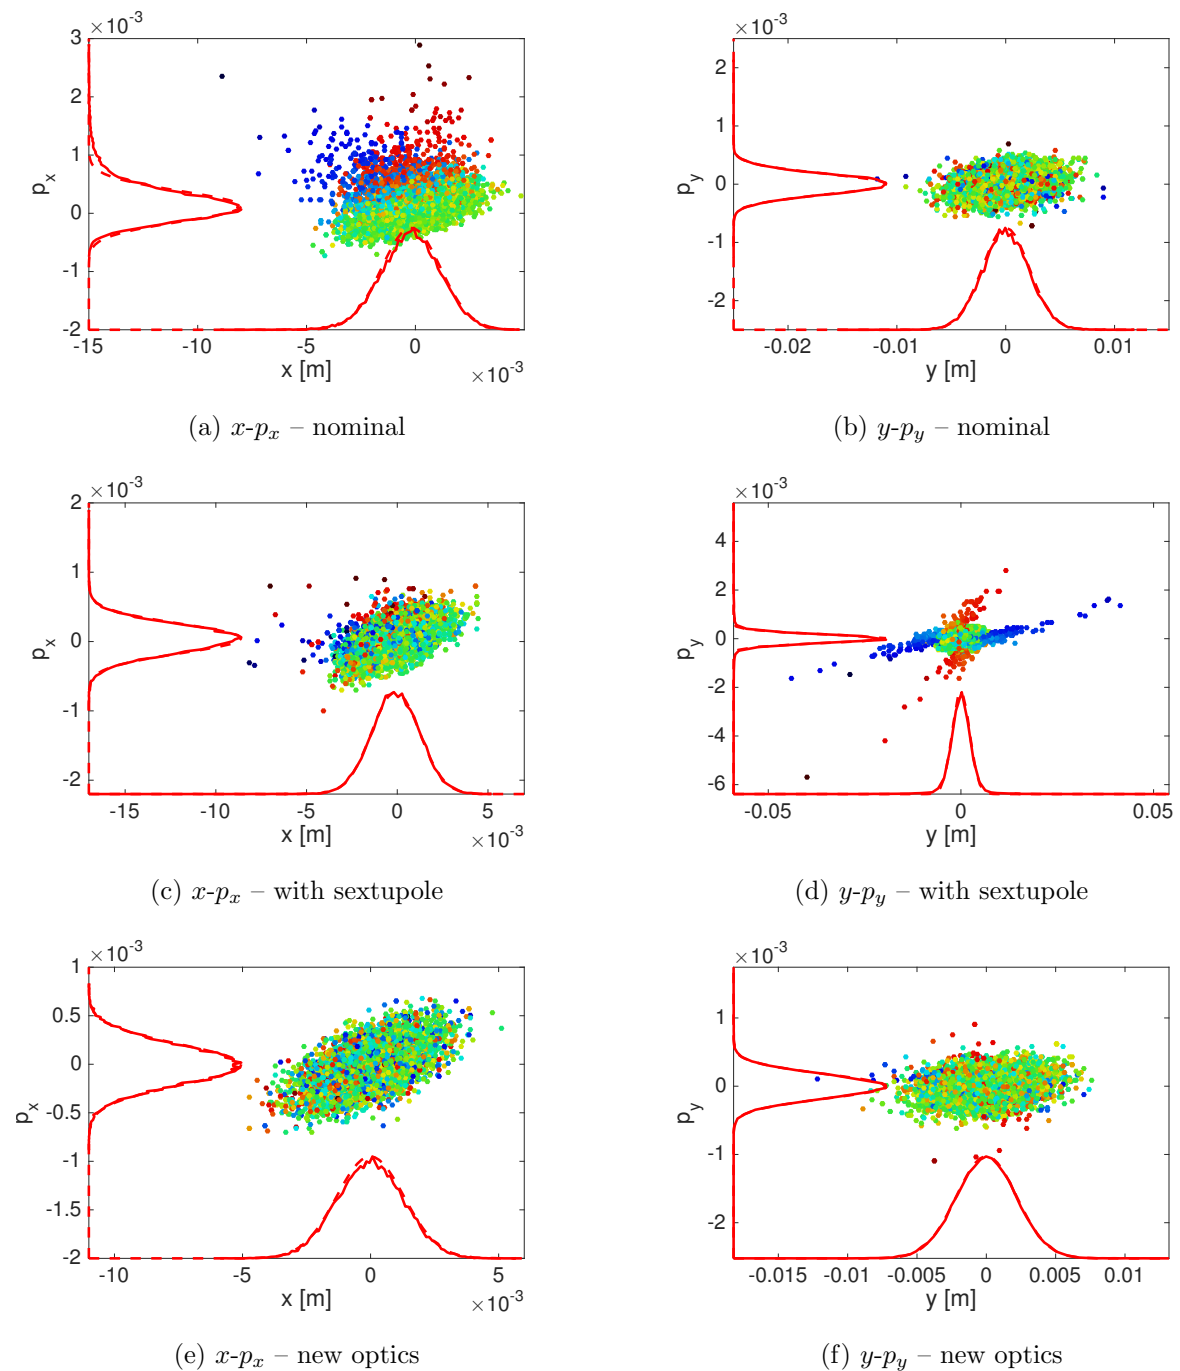 ×10⁻³ ×10⁻³
3 2 1 0 -1 -2
pₓ
-15 -10 -5 0
x [m]
×10⁻³
2 1 0 -1 -2
p_y
-0.02 -0.01 0 0.01
y [m]
(a) x-pₓ – nominal (b) y-p_y – nominal
×10⁻³ ×10⁻³
2 1 0 -1 -2
pₓ
-15 -10 -5 0 5
x [m]
×10⁻³
4 2 0 -2 -4 -6
p_y
-0.05 0 0.05
y [m]
(c) x-pₓ – with sextupole (d) y-p_y – with sextupole
×10⁻³ ×10⁻³
1 0.5 0 -0.5 -1 -1.5 -2
pₓ
-10 -5 0 5
x [m]
×10⁻³
1 0 -1 -2
p_y
-0.015 -0.01 -0.005 0 0.005 0.01
y [m]
(e) x-pₓ – new optics (f) y-p_y – new optics